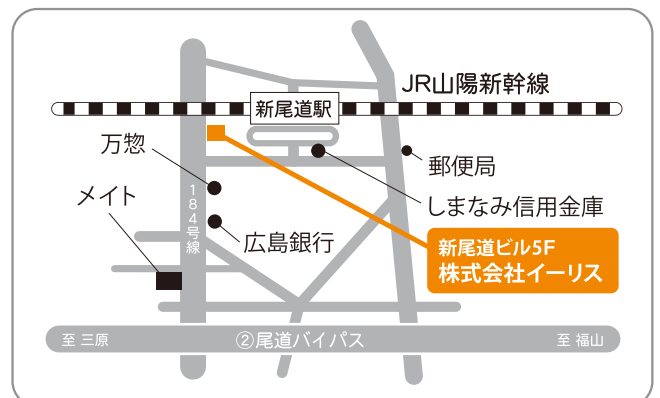 JR山陽新幹線
新尾道駅
万惣
郵便局
メイト
しまなみ信用金庫
184号線
広島銀行
新尾道ビル5F
株式会社イーリス
至 三原
②尾道バイパス
至 福山